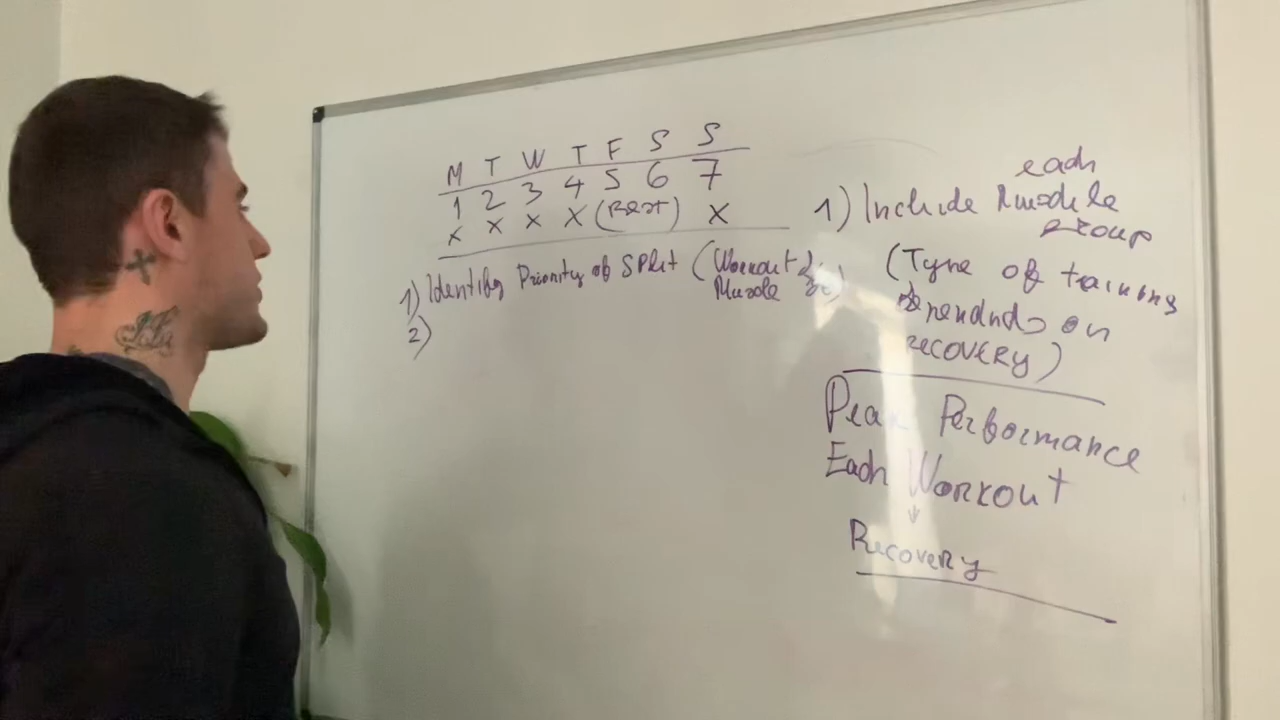 M T W T F S S
1 2 3 4 5 6 7
x x x x (Rest) x
1) Identify Priority of Split (Workout
Muscle
2)
each
1) Include Muscle
group
(Type of training
dependnds on
recovery)
Peak Performance
Each Workout
↓
Recovery